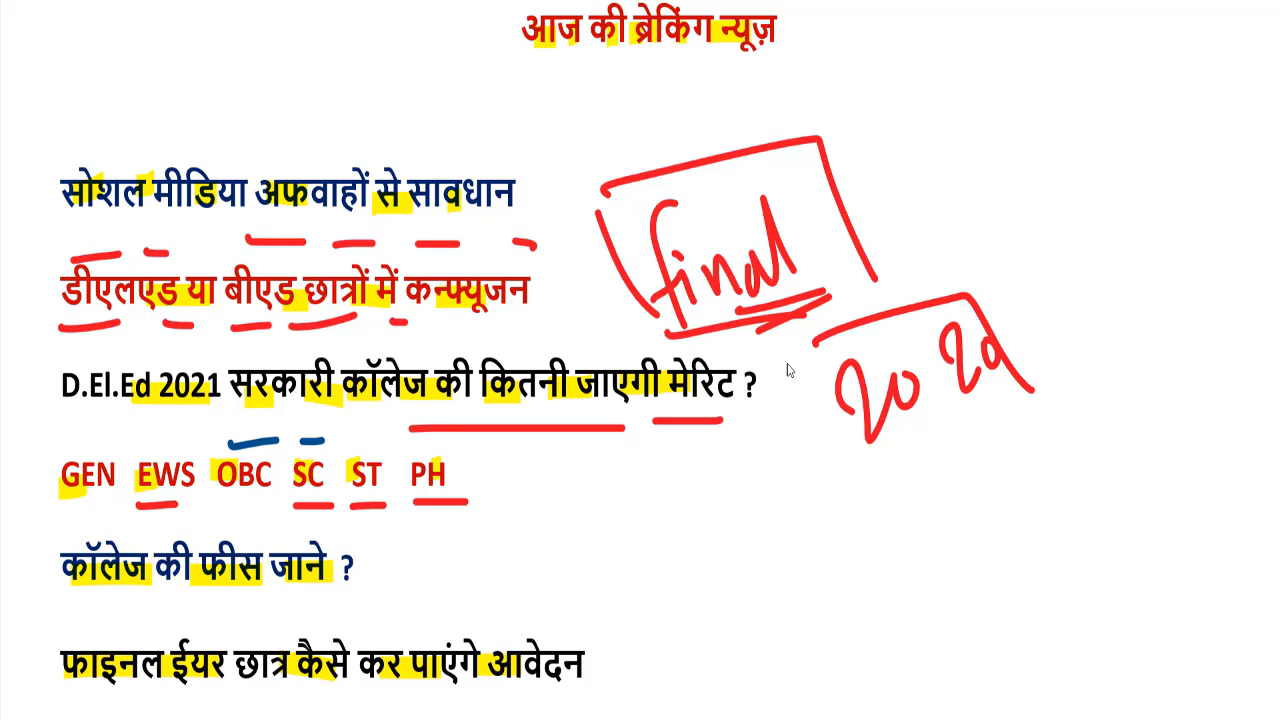 आज की ब्रेकिंग न्यूज़
सोशल मीडिया अफवाहों से सावधान
डीएलएड या बीएड छात्रों में कन्फ्यूजन
final
D.El.Ed 2021 सरकारी कॉलेज की कितनी जाएगी मेरिट ?
GEN EWS OBC SC ST PH
कॉलेज की फीस जाने ?
फाइनल ईयर छात्र कैसे कर पाएंगे आवेदन